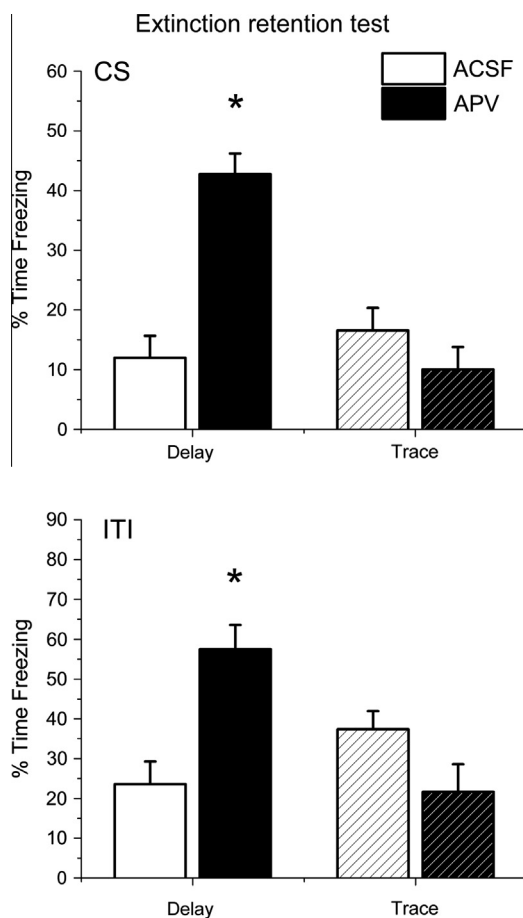 Extinction retention test
CS
ACSF
APV
*
% Time Freezing
60
50
40
30
20
10
0
Delay Trace
ITI
*
% Time Freezing
90
80
70
60
50
40
30
20
10
0
Delay Trace